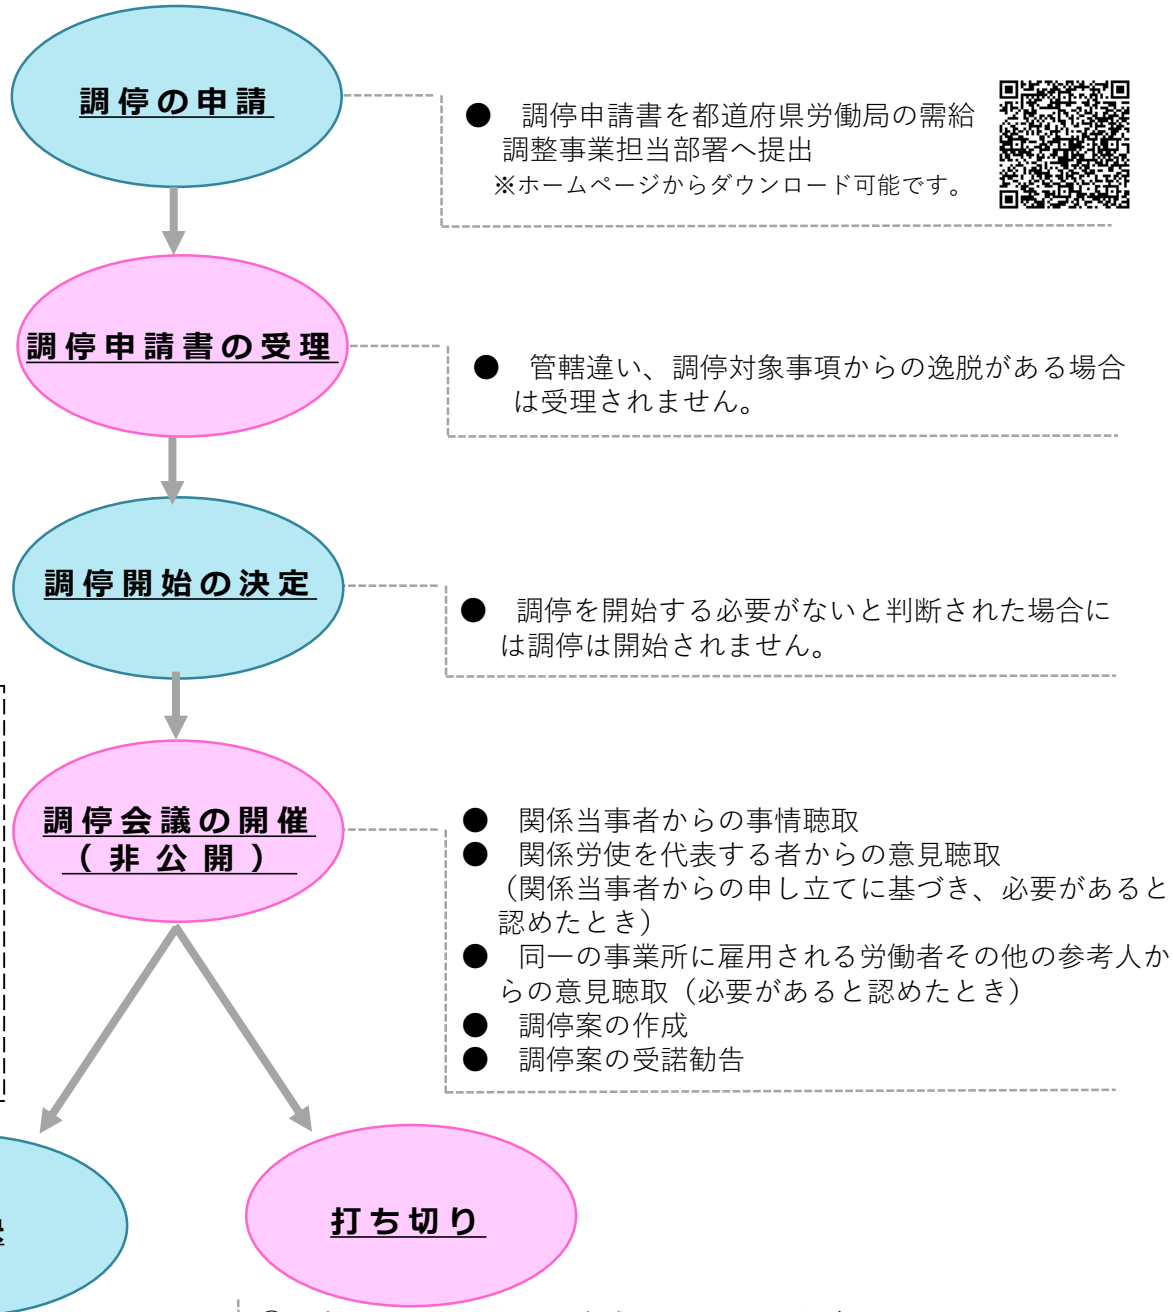 調停の申請
● 調停申請書を都道府県労働局の需給
調整事業担当部署へ提出
※ホームページからダウンロード可能です。
調停申請書の受理
● 管轄違い、調停対象事項からの逸脱がある場合
は受理されません。
調停開始の決定
● 調停を開始する必要がないと判断された場合に
は調停は開始されません。
調停会議の開催
(非公開)
● 関係当事者からの事情聴取
● 関係労使を代表する者からの意見聴取
(関係当事者からの申し立てに基づき、必要があると
認めたとき)
● 同一の事業所に雇用される労働者その他の参考人か
らの意見聴取(必要があると認めたとき)
● 調停案の作成
● 調停案の受諾勧告
打ち切り